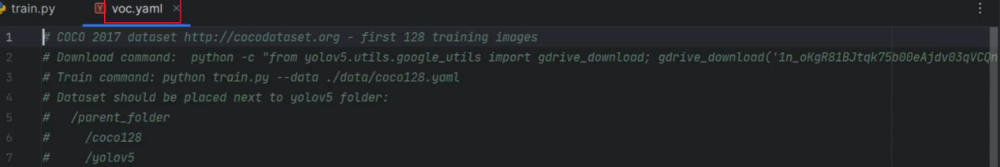 train.py voc.yaml
1 # COCO 2017 dataset http://cocodataset.org - first 128 training images
2 # Download command:  python -c "from yolov5.utils.google_utils import gdrive_download; gdrive_download('1n_oKgR81BJtqk75b00eAjdv03qVCQn
3 # Train command: python train.py --data ./data/coco128.yaml
4 # Dataset should be placed next to yolov5 folder:
5 #   /parent_folder
6 #     /coco128
7 #     /yolov5